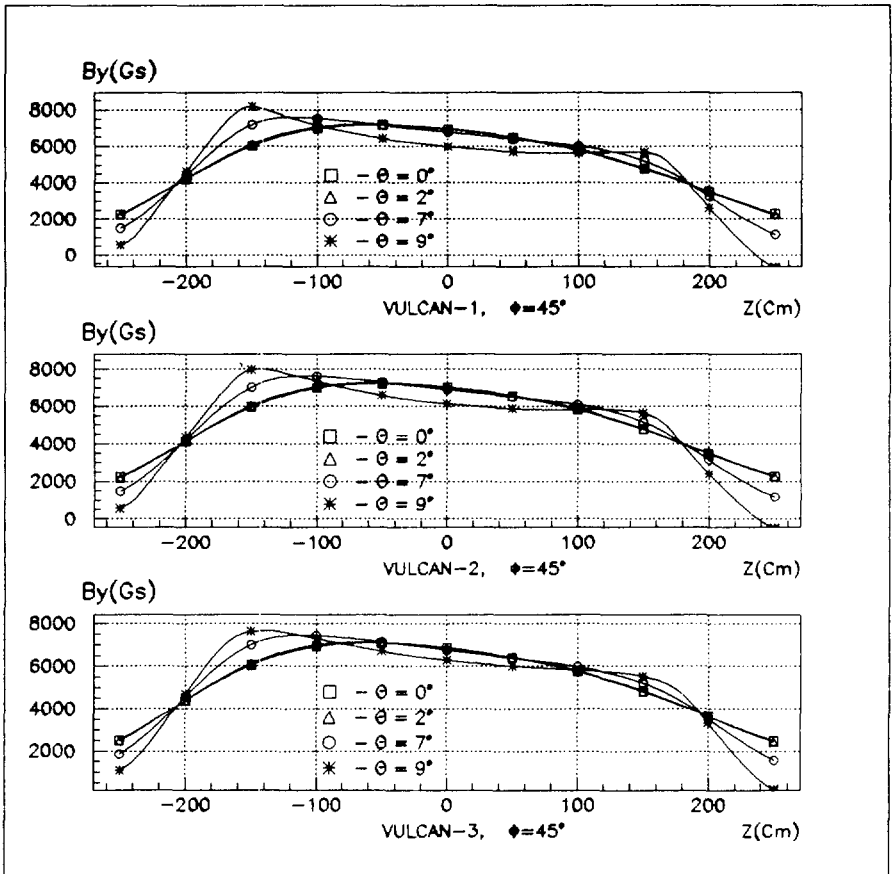 By(Gs)
8000
6000
4000
2000
0
□ - Θ = 0°
△ - Θ = 2°
○ - Θ = 7°
✳ - Θ = 9°
-200 -100 0 100 200
VULCAN-1, Φ=45° Z(Cm)
By(Gs)
8000
6000
4000
2000
0
□ - Θ = 0°
△ - Θ = 2°
○ - Θ = 7°
✳ - Θ = 9°
-200 -100 0 100 200
VULCAN-2, Φ=45° Z(Cm)
By(Gs)
8000
6000
4000
2000
□ - Θ = 0°
△ - Θ = 2°
○ - Θ = 7°
✳ - Θ = 9°
-200 -100 0 100 200
VULCAN-3, Φ=45° Z(Cm)